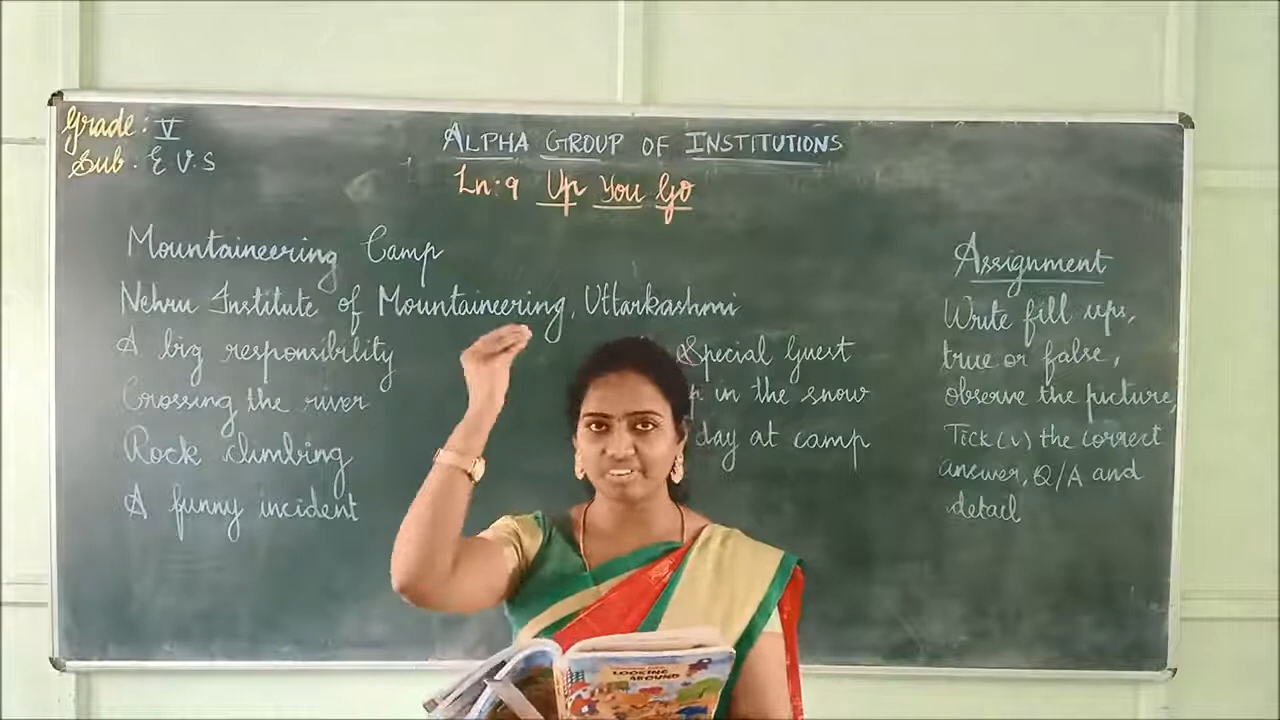 Grade: V
Sub: E V.S
ALPHA GROUP OF INSTITUTIONS
Ln:9 Up You Go
Mountaineering Camp
Nehru Institute of Mountaineering, Uttarkashmi
A big responsibility
Crossing the river
Rock climbing
A funny incident
Special Guest
in the snow
day at camp
Assignment
Write fill ups,
true or false,
observe the picture,
Tick (✓) the correct
answer, Q/A and
detail
LOOKING
AROUND